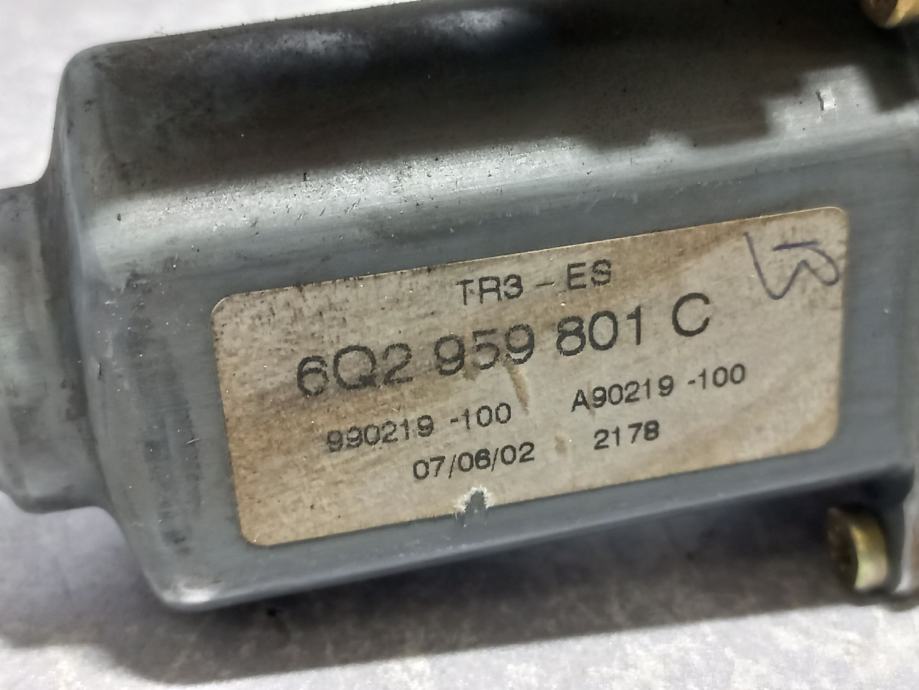 TR3 - ES
6Q2 959 801 C
990219 -100 A90219 -100
07/06/02 2178